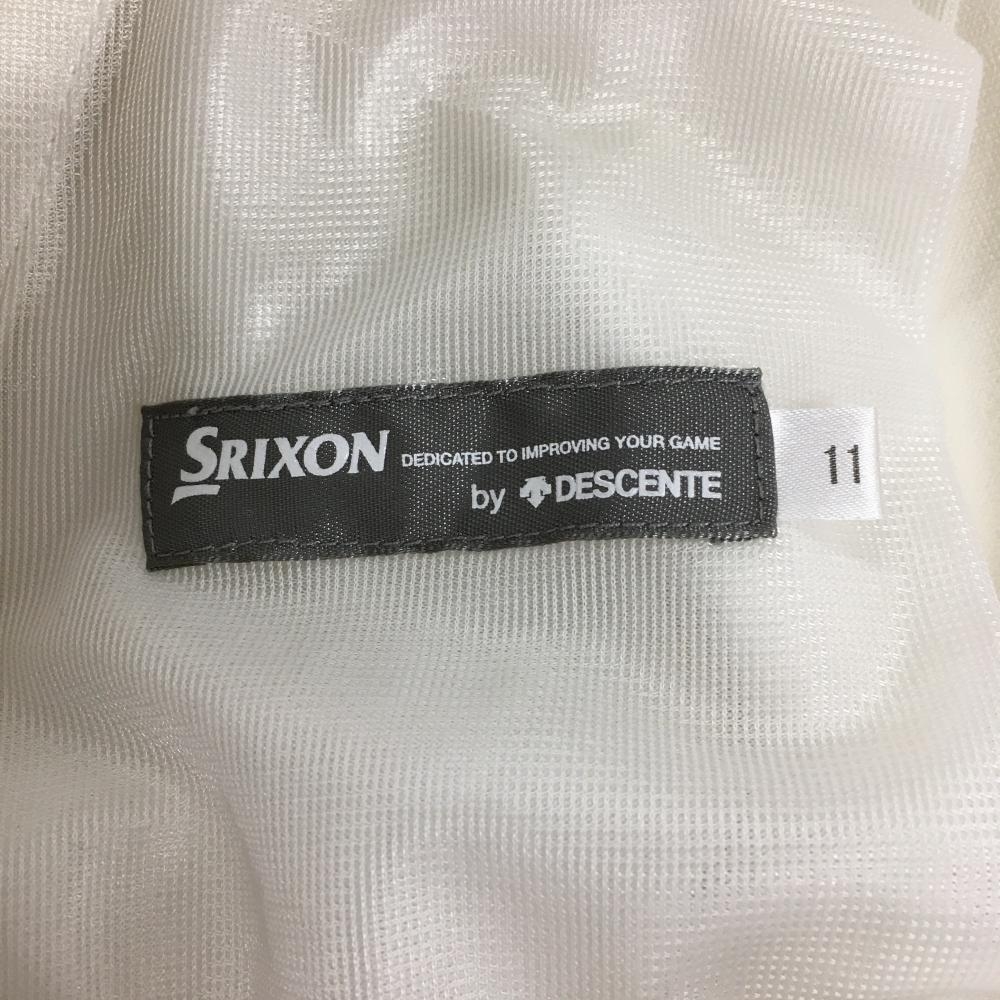 SRIXON DEDICATED TO IMPROVING YOUR GAME
by DESCENTE
11